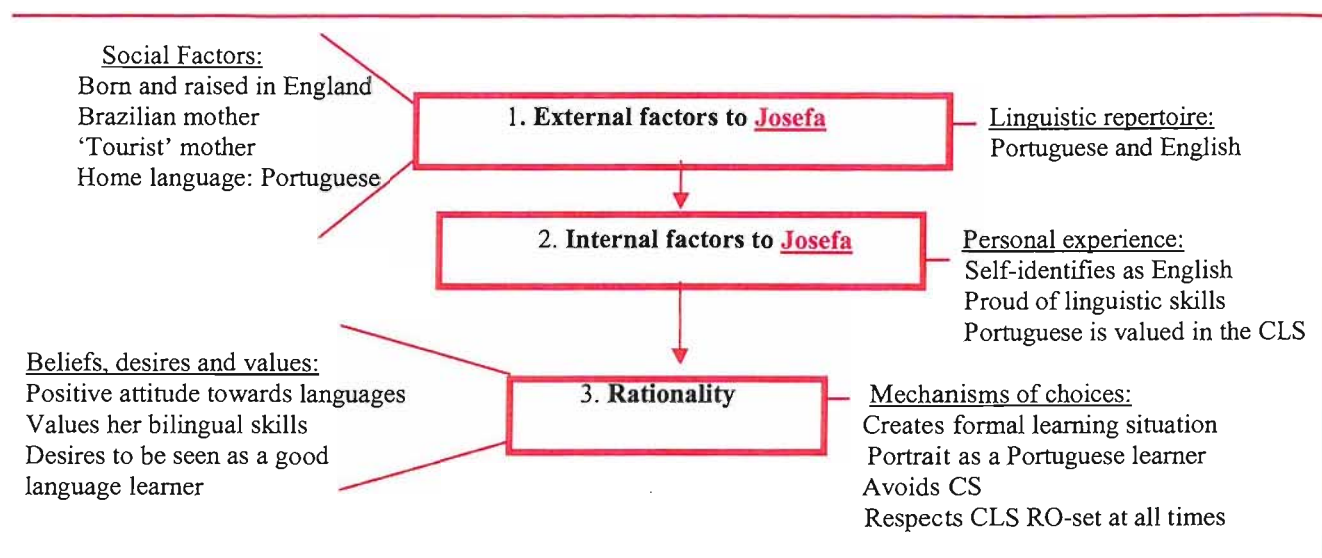 Social Factors:
Born and raised in England
Brazilian mother
‘Tourist’ mother
Home language: Portuguese
1. External factors to Josefa
Linguistic repertoire:
Portuguese and English
2. Internal factors to Josefa
Personal experience:
Self-identifies as English
Proud of linguistic skills
Portuguese is valued in the CLS
Beliefs, desires and values:
Positive attitude towards languages
Values her bilingual skills
Desires to be seen as a good
language learner
3. Rationality
Mechanisms of choices:
Creates formal learning situation
Portrait as a Portuguese learner
Avoids CS
Respects CLS RO-set at all times